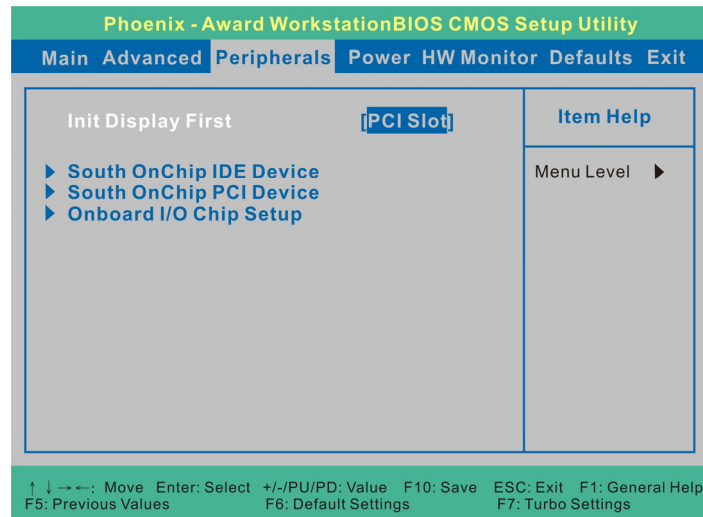 Phoenix - Award WorkstationBIOS CMOS Setup Utility
Main Advanced Peripherals Power HW Monitor Defaults Exit
Init Display First [PCI Slot]
Item Help
South OnChip IDE Device
Menu Level
South OnChip PCI Device
Onboard I/O Chip Setup
↑ ↓ → ←: Move Enter: Select +/-/PU/PD: Value F10: Save ESC: Exit F1: General Help
F5: Previous Values F6: Default Settings F7: Turbo Settings